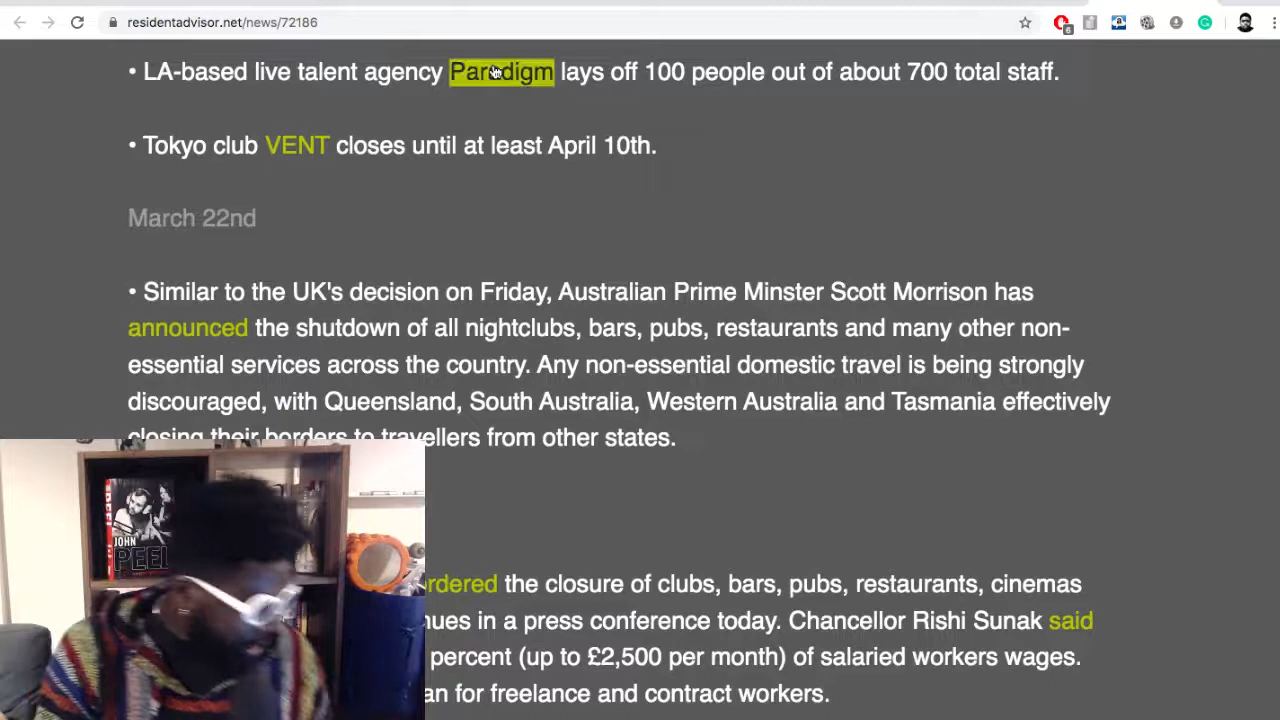 residentadvisor.net/news/72186
6
• LA-based live talent agency Paradigm lays off 100 people out of about 700 total staff.
• Tokyo club VENT closes until at least April 10th.
March 22nd
• Similar to the UK's decision on Friday, Australian Prime Minster Scott Morrison has
announced the shutdown of all nightclubs, bars, pubs, restaurants and many other non-
essential services across the country. Any non-essential domestic travel is being strongly
discouraged, with Queensland, South Australia, Western Australia and Tasmania effectively
closing their borders to travellers from other states.
rdered the closure of clubs, bars, pubs, restaurants, cinemas
nues in a press conference today. Chancellor Rishi Sunak said
percent (up to £2,500 per month) of salaried workers wages.
an for freelance and contract workers.
JOHN
PEEL